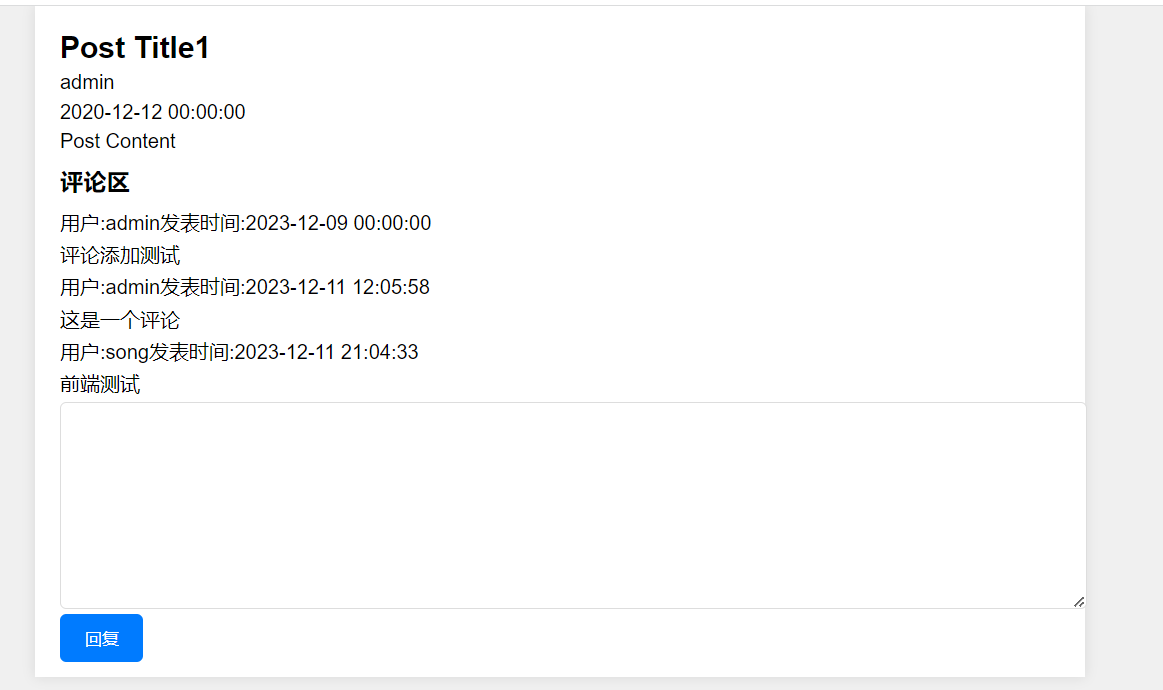 Post Title1
admin
2020-12-12 00:00:00
Post Content
评论区
用户:admin发表时间:2023-12-09 00:00:00
评论添加测试
用户:admin发表时间:2023-12-11 12:05:58
这是一个评论
用户:song发表时间:2023-12-11 21:04:33
前端测试
回复